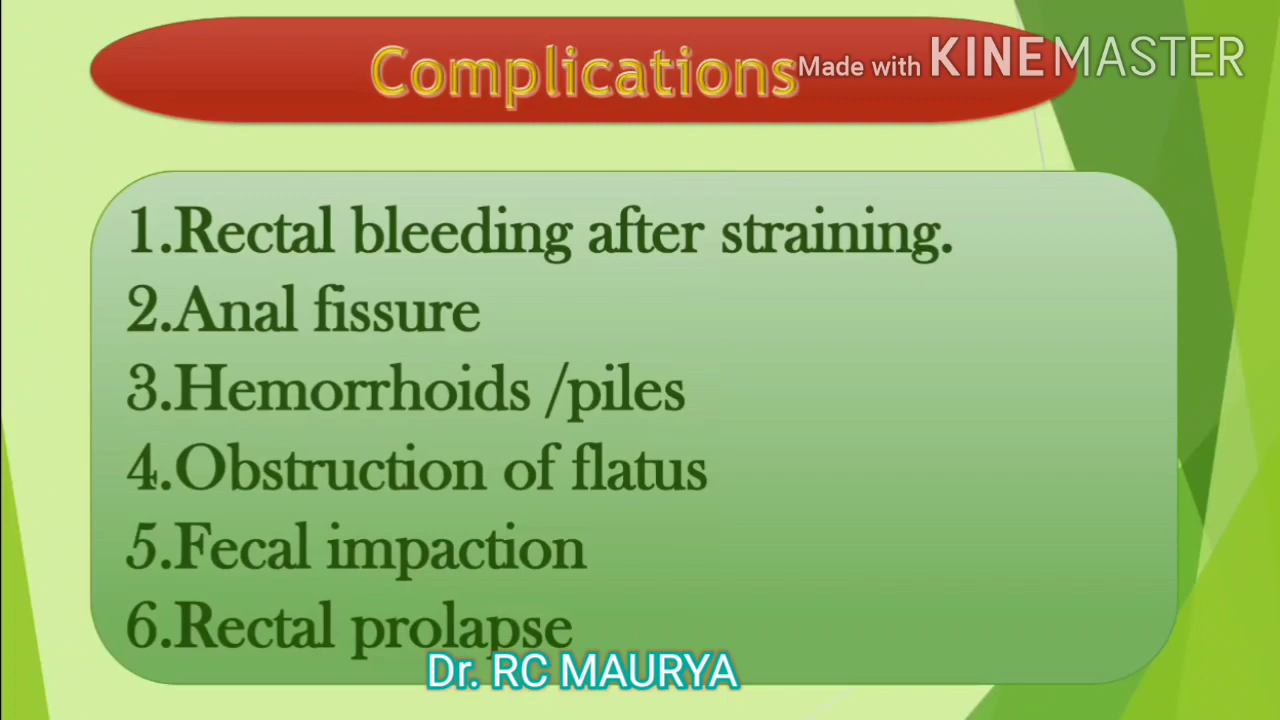 Complications
Made with KINEMASTER
1.Rectal bleeding after straining.
2.Anal fissure
3.Hemorrhoids /piles
4.Obstruction of flatus
5.Fecal impaction
6.Rectal prolapse
Dr. RC MAURYA